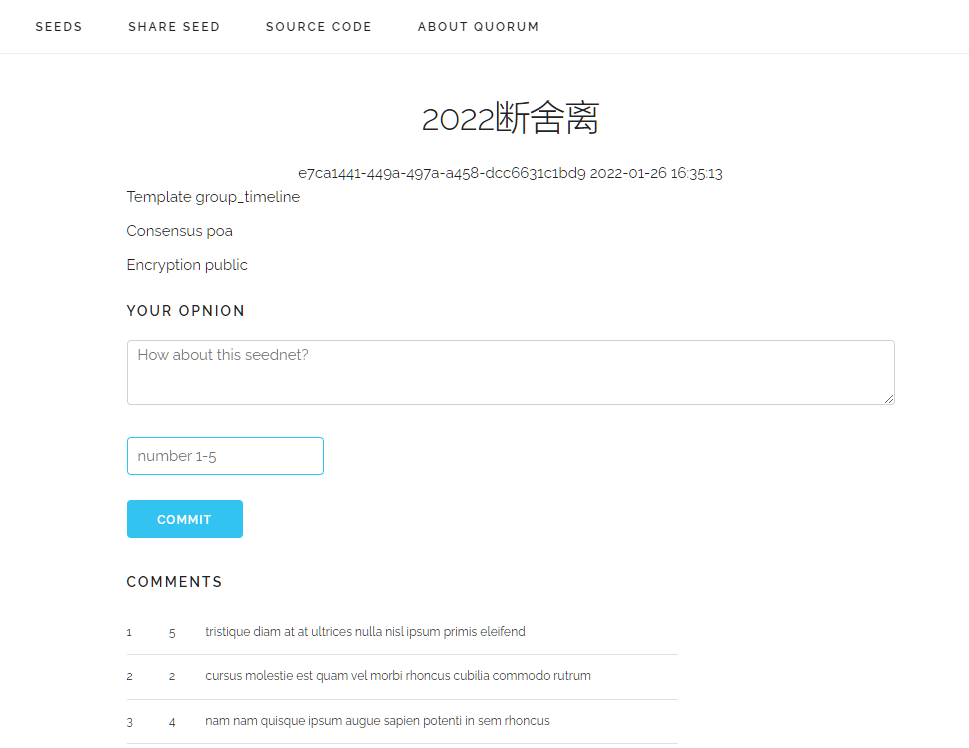 SEEDS SHARE SEED SOURCE CODE ABOUT QUORUM
2022断舍离
e7ca1441-449a-497a-a458-dcc6631c1bd9 2022-01-26 16:35:13
Template group_timeline
Consensus poa
Encryption public
YOUR OPNION
How about this seednet?
number 1-5
COMMIT
COMMENTS
1 5 tristique diam at at ultrices nulla nisl ipsum primis eleifend
2 2 cursus molestie est quam vel morbi rhoncus cubilia commodo rutrum
3 4 nam nam quisque ipsum augue sapien potenti in sem rhoncus